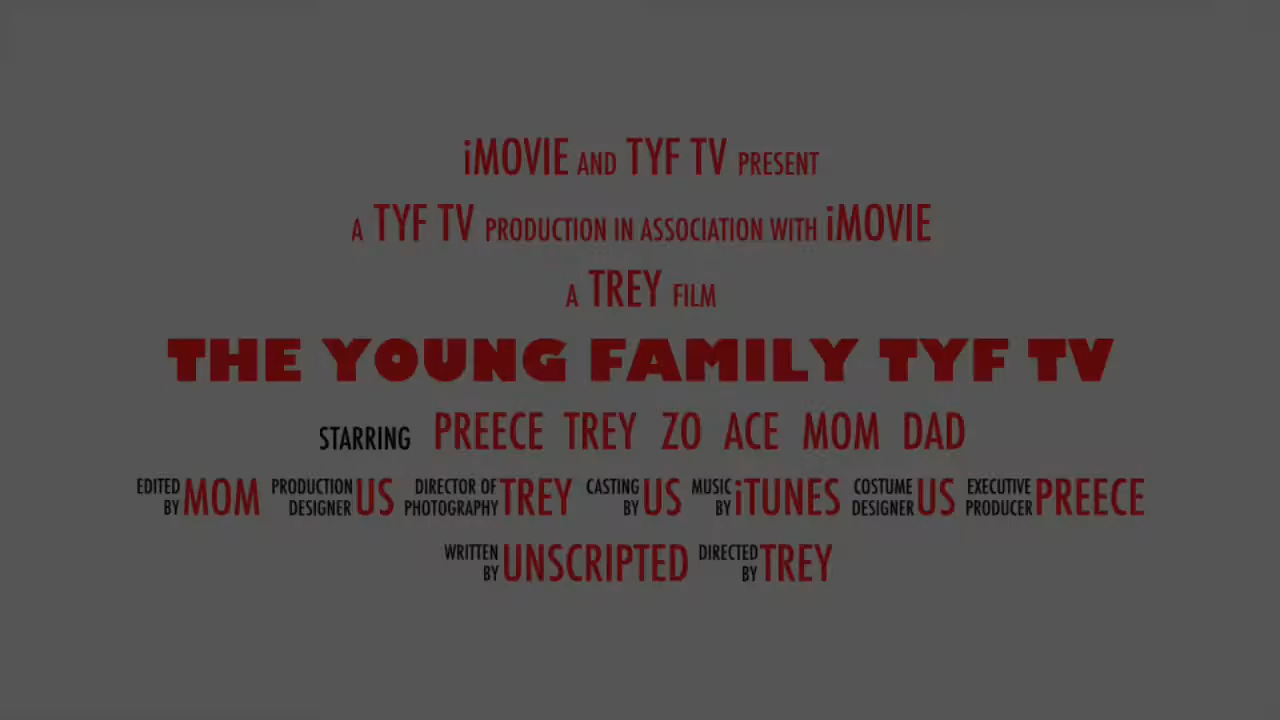 iMOVIE AND TYF TV PRESENT
A TYF TV PRODUCTION IN ASSOCIATION WITH iMOVIE
A TREY FILM
THE YOUNG FAMILY TYF TV
STARRING PREECE TREY ZO ACE MOM DAD
EDITED BY MOM PRODUCTION DESIGNER US DIRECTOR OF PHOTOGRAPHY TREY CASTING BY US MUSIC BY iTUNES COSTUME DESIGNER US EXECUTIVE PRODUCER PREECE
WRITTEN BY UNSCRIPTED DIRECTED BY TREY